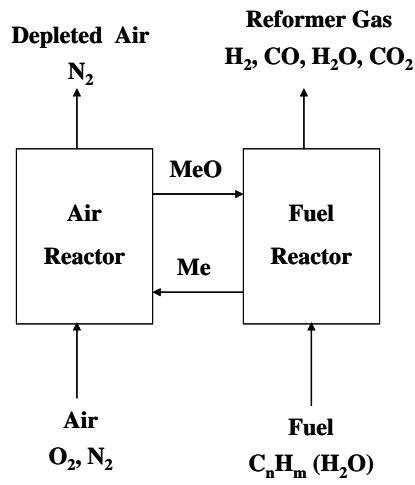 Depleted Air
N₂
Reformer Gas
H₂, CO, H₂O, CO₂
MeO
Air
Reactor
Fuel
Reactor
Me
Air
O₂, N₂
Fuel
CₙHₘ (H₂O)